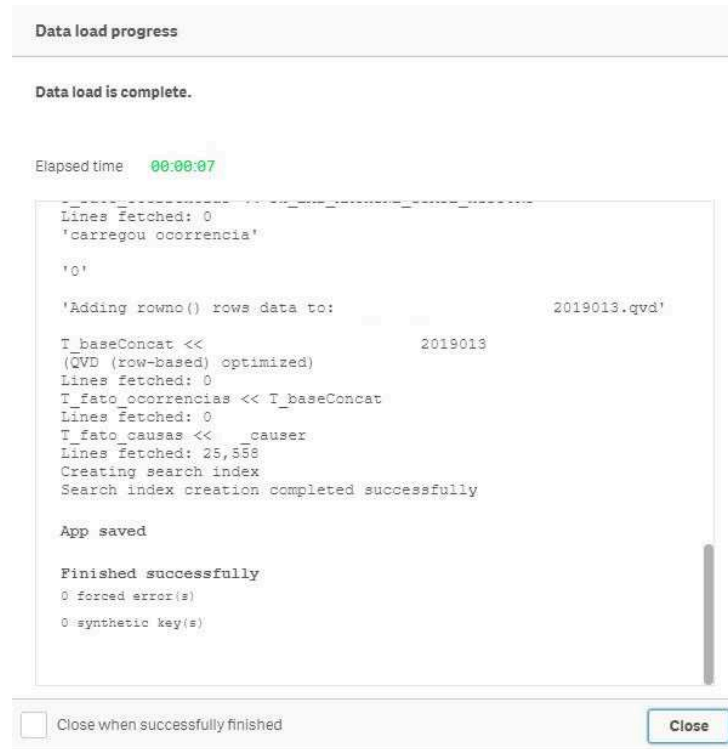 Data load progress
Data load is complete.
Elapsed time 00:00:07
Lines fetched: 0
'carregou ocorrencia'
'0'
'Adding rowno() rows data to: 2019013.qvd'
T_baseConcat << 2019013
(QVD (row-based) optimized)
Lines fetched: 0
T_fato_ocorrencias << T_baseConcat
Lines fetched: 0
T_fato_causas << _causer
Lines fetched: 25,558
Creating search index
Search index creation completed successfully
App saved
Finished successfully
0 forced error(s)
0 synthetic key(s)
Close when successfully finished
Close